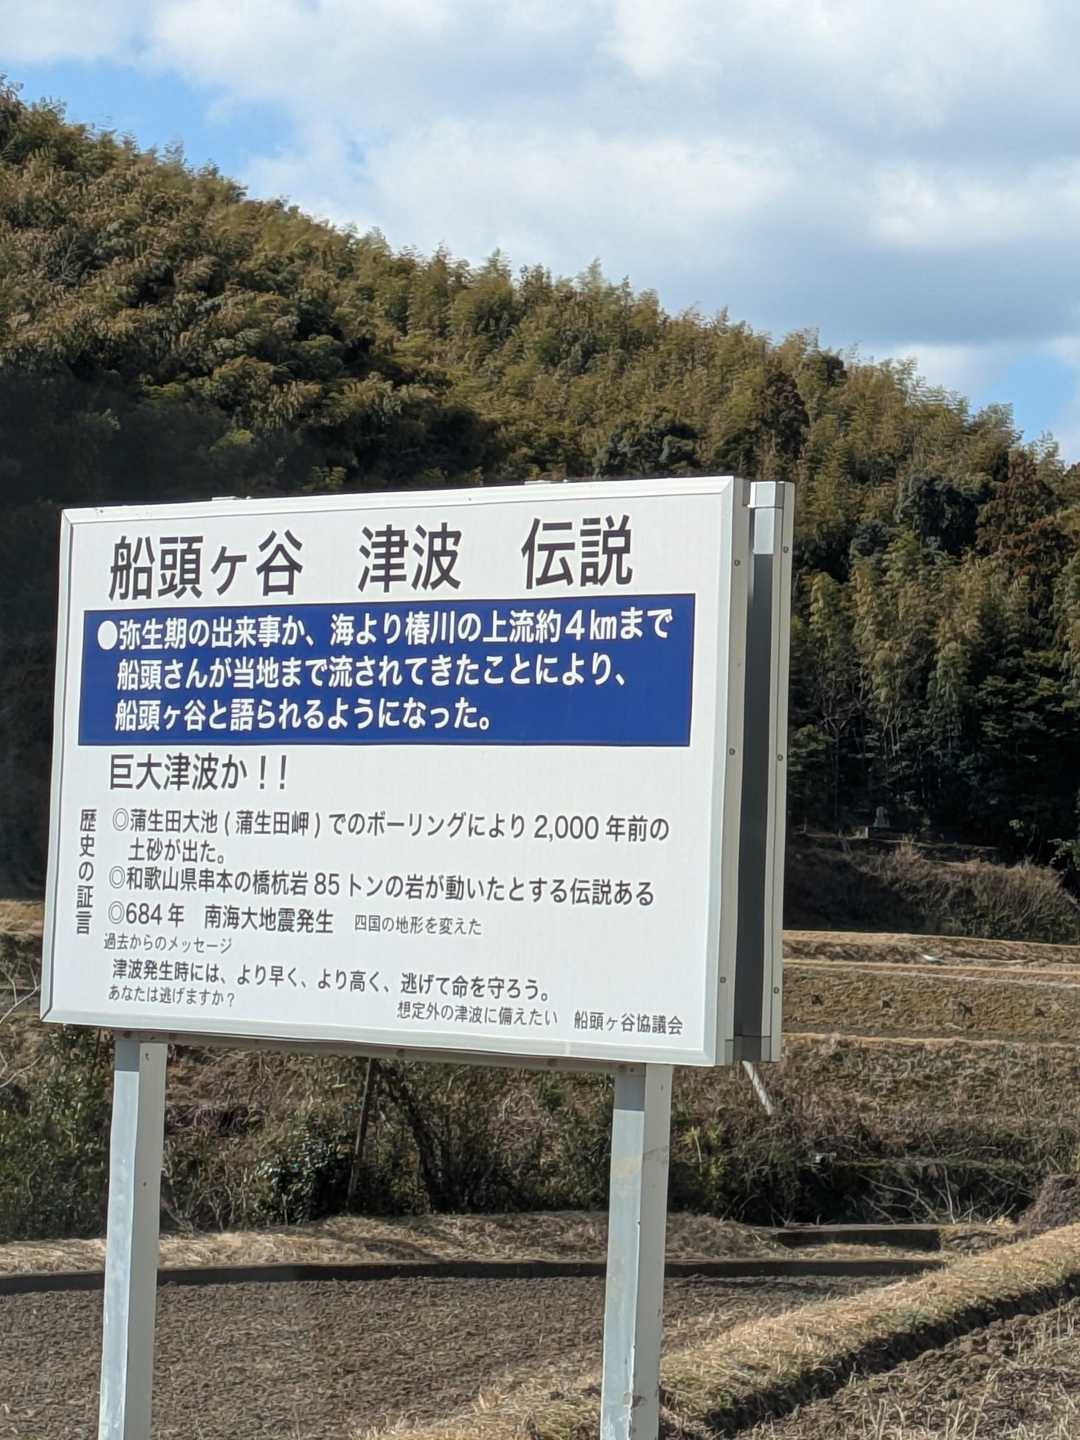 船頭ヶ谷　津波　伝説
●弥生期の出来事か、海より椿川の上流約4㎞まで
船頭さんが当地まで流されてきたことにより、
船頭ヶ谷と語られるようになった。
巨大津波か！！
歴史の証言
◎蒲生田大池(蒲生田岬)でのボーリングにより2,000年前の
土砂が出た。
◎和歌山県串本の橋杭岩85トンの岩が動いたとする伝説ある
◎684年　南海大地震発生　四国の地形を変えた
過去からのメッセージ
津波発生時には、より早く、より高く、逃げて命を守ろう。
あなたは逃げますか？
想定外の津波に備えたい　船頭ヶ谷協議会